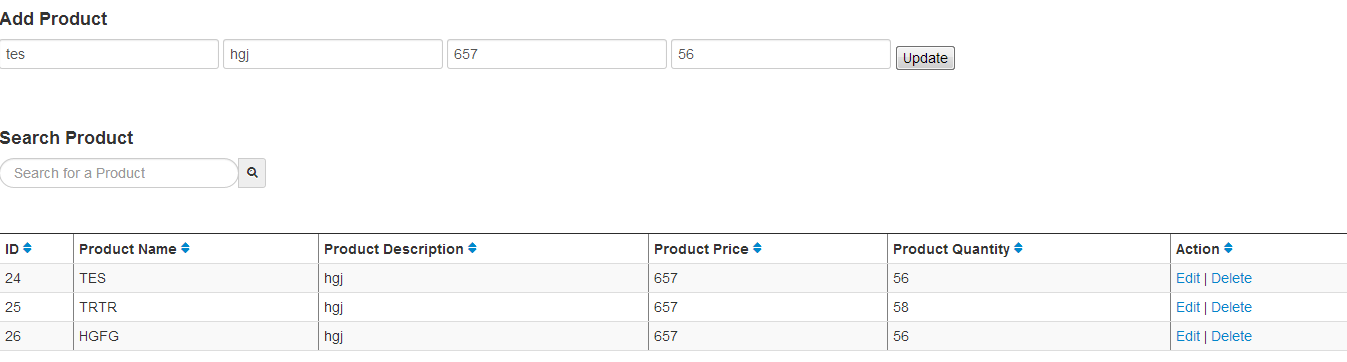 Add Product
tes hgj 657 56 Update
Search Product
Search for a Product
ID Product Name Product Description Product Price Product Quantity Action
24 TES hgj 657 56 Edit | Delete
25 TRTR hgj 657 58 Edit | Delete
26 HGFG hgj 657 56 Edit | Delete